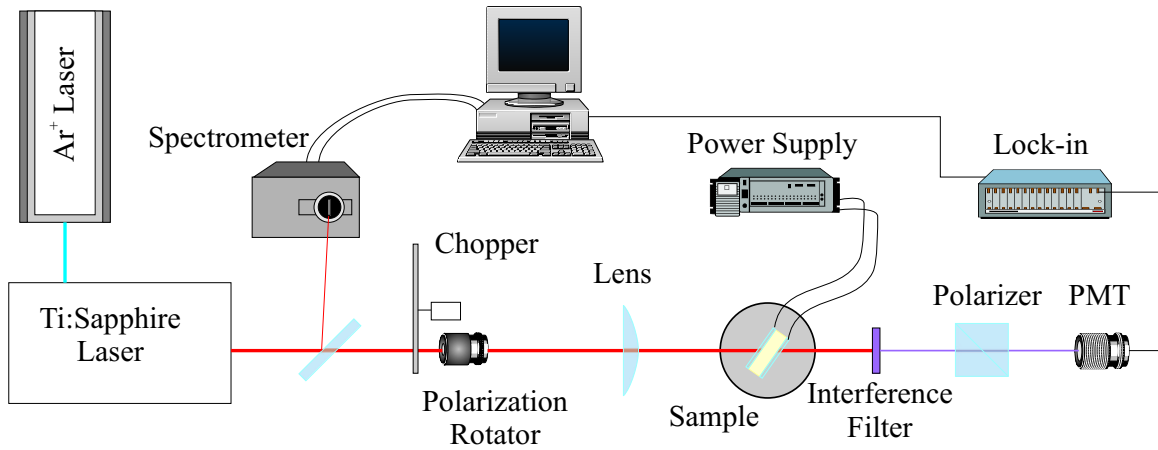 Ar+ Laser
Spectrometer
Power Supply
Lock-in
Chopper
Lens
Polarizer
PMT
Ti:Sapphire
Laser
Polarization
Rotator
Sample
Interference
Filter